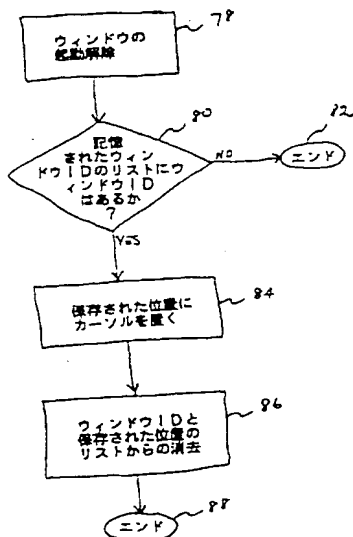 78
ウィンドウの
起動解除
80
記憶
されたウィン
ドウIDのリストにウ
ィンドウID
はあるか
?
NO
82
エンド
YES
84
保存された位置に
カーソルを置く
86
ウィンドウIDと
保存された位置の
リストからの消去
88
エンド